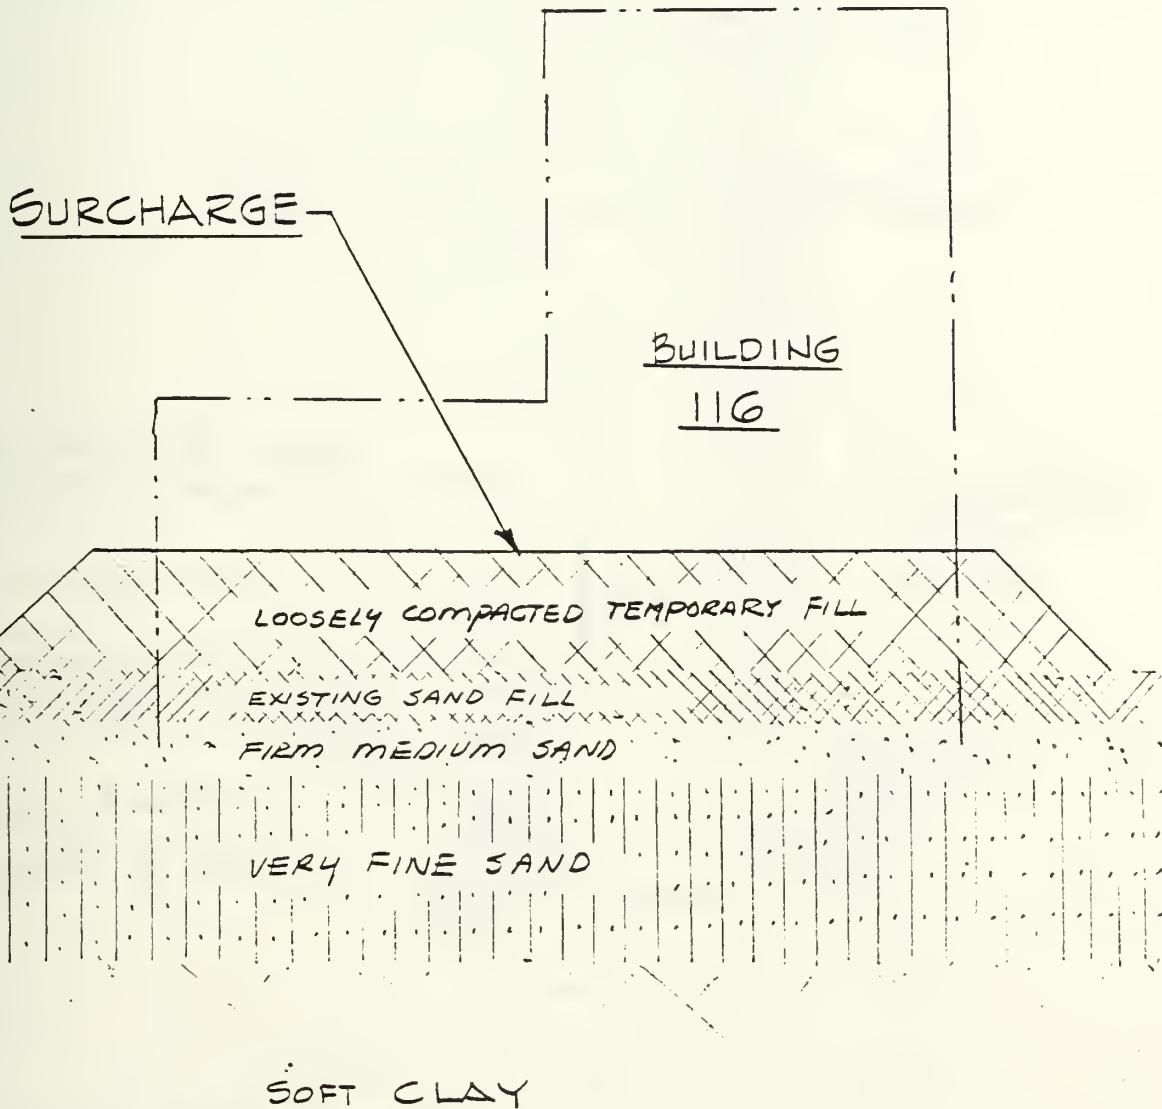 SURCHARGE
BUILDING
116
LOOSELY COMPACTED TEMPORARY FILL
EXISTING SAND FILL
FIRM MEDIUM SAND
VERY FINE SAND
SOFT CLAY